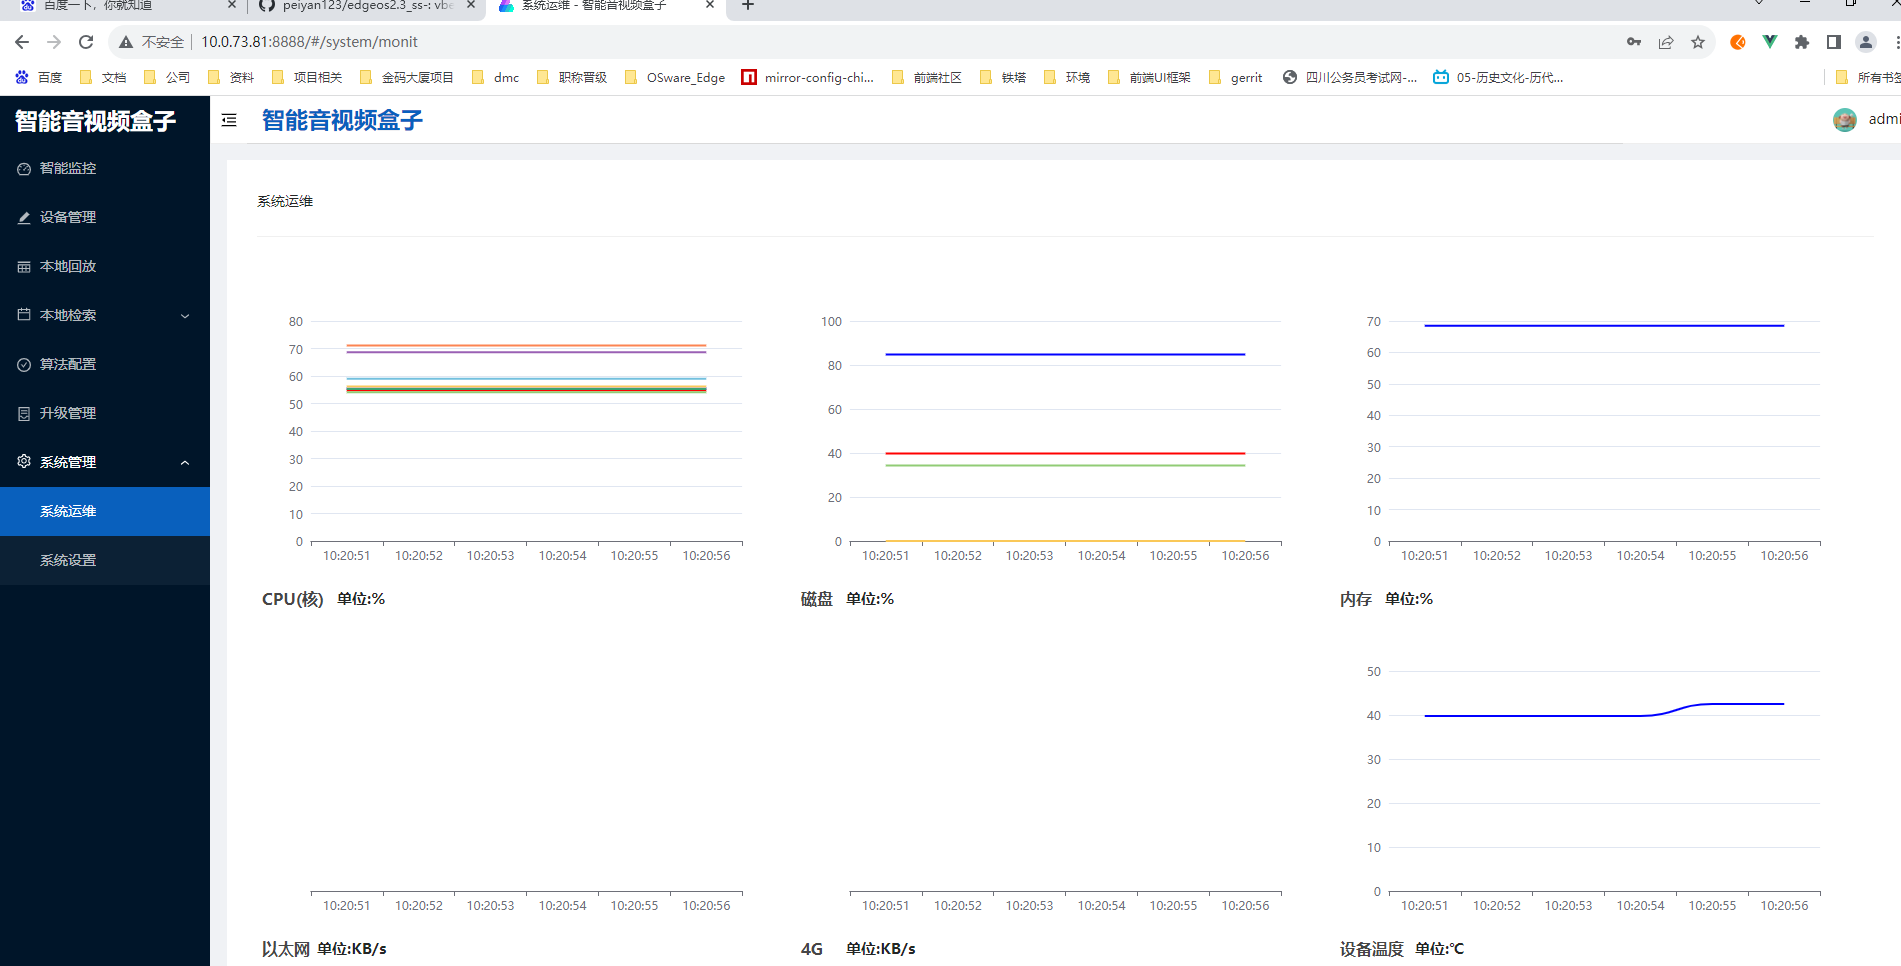 百度一下，你就知道
peiyan123/edgeos2.3_ss-: vbe
系统运维 - 智能音视频盒子
不安全 10.0.73.81:8888/#/system/monit
百度 文档 公司 资料 项目相关 金码大厦项目 dmc 职称晋级 OSware_Edge mirror-config-chi... 前端社区 铁塔 环境 前端UI框架 gerrit 四川公务员考试网-... 05-历史文化-历代... 所有书签
智能音视频盒子
智能音视频盒子
admi
智能监控
设备管理
本地回放
本地检索
算法配置
升级管理
系统管理
系统运维
系统设置
系统运维
80
70
60
50
40
30
20
10
0
10:20:51 10:20:52 10:20:53 10:20:54 10:20:55 10:20:56
CPU(核) 单位:%
100
80
60
40
20
0
10:20:51 10:20:52 10:20:53 10:20:54 10:20:55 10:20:56
磁盘 单位:%
70
60
50
40
30
20
10
0
10:20:51 10:20:52 10:20:53 10:20:54 10:20:55 10:20:56
内存 单位:%
10:20:51 10:20:52 10:20:53 10:20:54 10:20:55 10:20:56
以太网 单位:KB/s
10:20:51 10:20:52 10:20:53 10:20:54 10:20:55 10:20:56
4G 单位:KB/s
50
40
30
20
10
0
10:20:51 10:20:52 10:20:53 10:20:54 10:20:55 10:20:56
设备温度 单位:℃